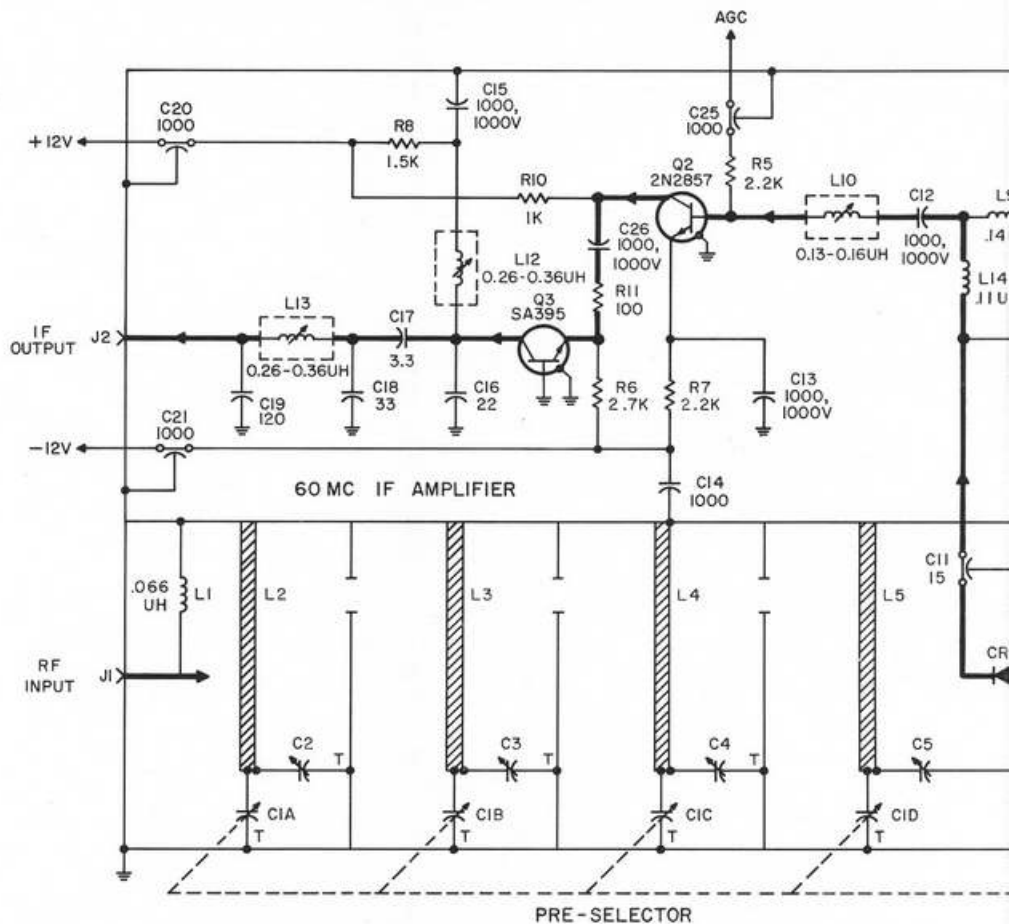 AGC
C15
1000,
1000V
C20
1000
C25
1000
+12V
R8
1.5K
Q2
2N2857
R5
2.2K
R10
1K
L10
0.13-0.16UH
C12
1000,
1000V
L9
.14
C26
1000,
1000V
L12
0.26-0.36UH
L14
.11U
R11
100
Q3
SA395
L13
0.26-0.36UH
C17
3.3
IF
OUTPUT
J2
C19
120
C18
33
C16
22
R6
2.7K
R7
2.2K
C13
1000,
1000V
C21
1000
-12V
60 MC IF AMPLIFIER
C14
1000
.066
UH
L1
L2
L3
L4
L5
C11
15
RF
INPUT
J1
CR
C2
T
C3
T
C4
T
C5
C1A
T
C1B
T
C1C
T
C1D
T
PRE-SELECTOR